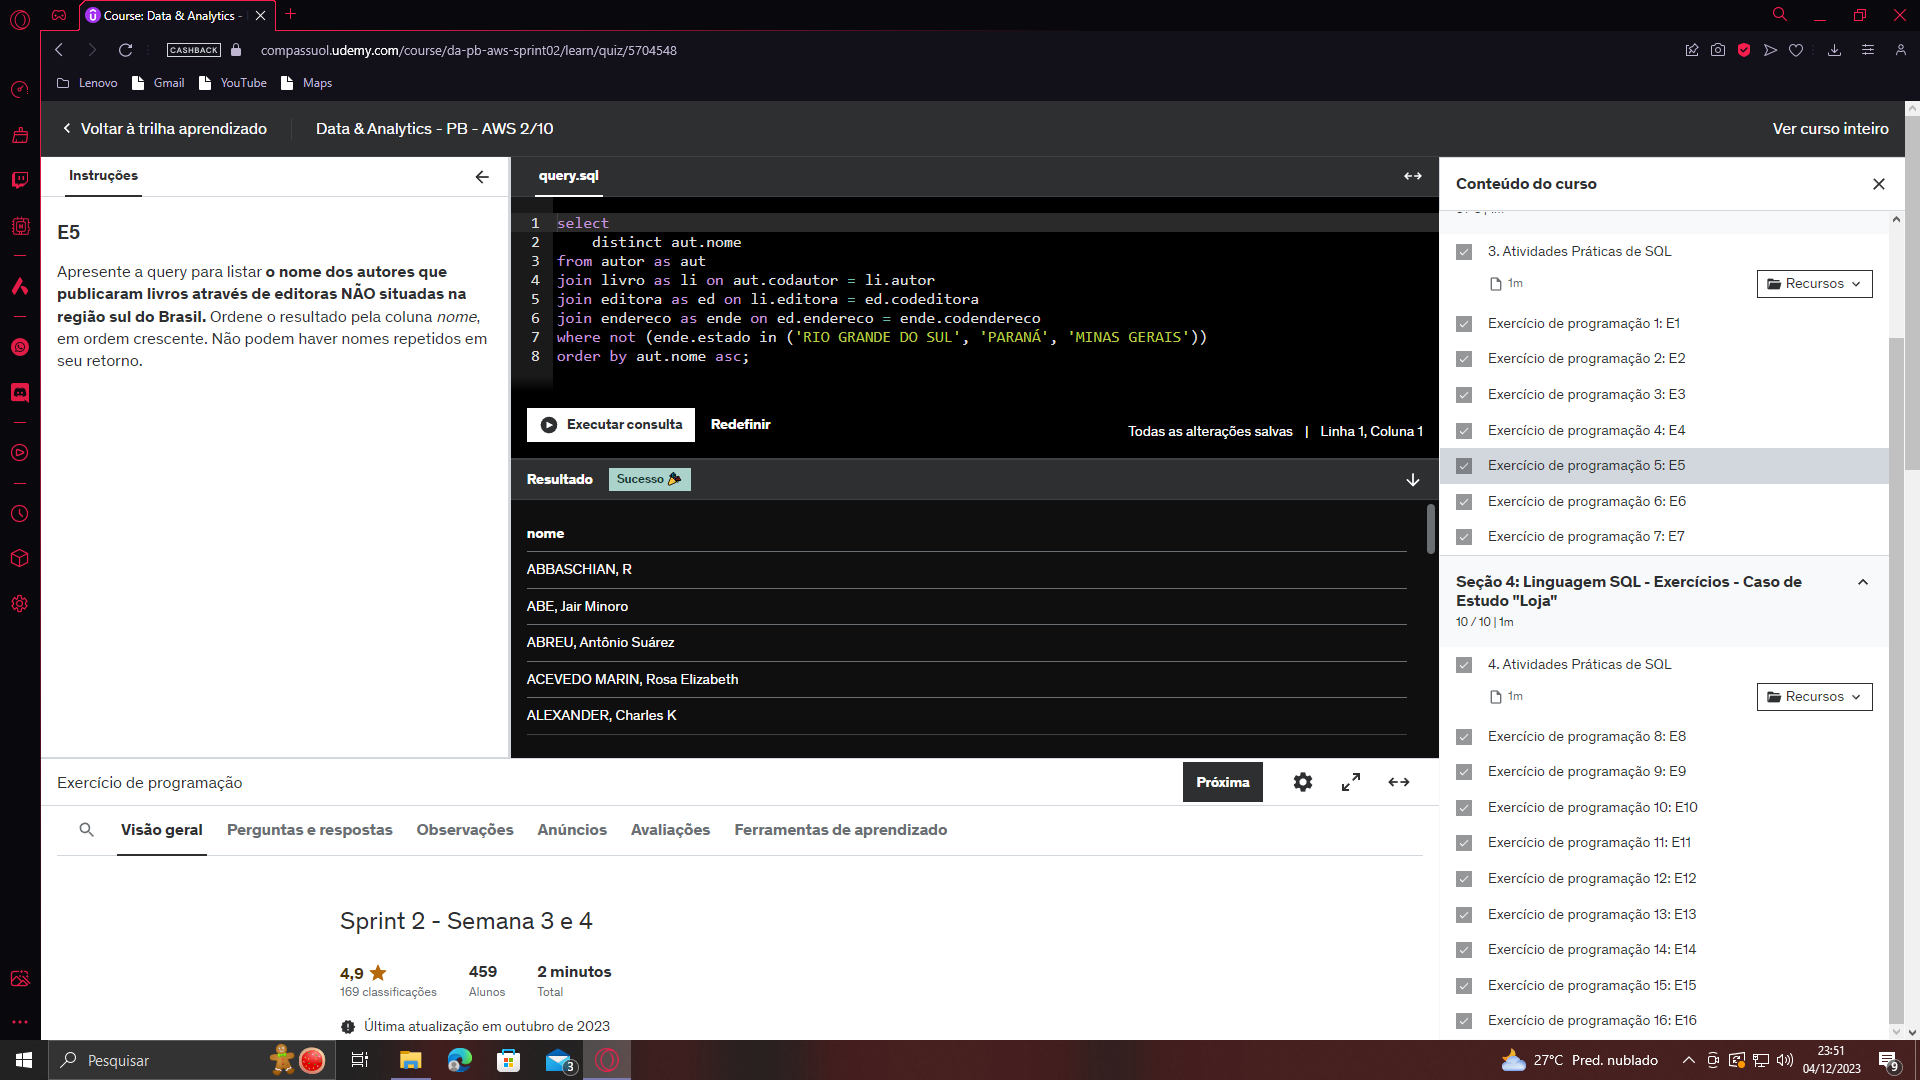 Course: Data & Analytics -
CASHBACK
compassuol.udemy.com/course/da-pb-aws-sprint02/learn/quiz/5704548
Lenovo
Gmail
YouTube
Maps
Voltar à trilha aprendizado
Data & Analytics - PB - AWS 2/10
Ver curso inteiro
Instruções
E5
Apresente a query para listar o nome dos autores que
publicaram livros através de editoras NÃO situadas na
região sul do Brasil. Ordene o resultado pela coluna nome,
em ordem crescente. Não podem haver nomes repetidos em
seu retorno.
query.sql
1 select
2 distinct aut.nome
3 from autor as aut
4 join livro as li on aut.codautor = li.autor
5 join editora as ed on li.editora = ed.codeditora
6 join endereco as ende on ed.endereco = ende.codendereco
7 where not (ende.estado in ('RIO GRANDE DO SUL', 'PARANÁ', 'MINAS GERAIS'))
8 order by aut.nome asc;
Executar consulta
Redefinir
Todas as alterações salvas | Linha 1, Coluna 1
Resultado
Sucesso
nome
ABBASCHIAN, R
ABE, Jair Minoro
ABREU, Antônio Suárez
ACEVEDO MARIN, Rosa Elizabeth
ALEXANDER, Charles K
Exercício de programação
Próxima
Visão geral
Perguntas e respostas
Observações
Anúncios
Avaliações
Ferramentas de aprendizado
Sprint 2 - Semana 3 e 4
4,9
169 classificações
459
Alunos
2 minutos
Total
Última atualização em outubro de 2023
Conteúdo do curso
3. Atividades Práticas de SQL
1m
Recursos
Exercício de programação 1: E1
Exercício de programação 2: E2
Exercício de programação 3: E3
Exercício de programação 4: E4
Exercício de programação 5: E5
Exercício de programação 6: E6
Exercício de programação 7: E7
Seção 4: Linguagem SQL - Exercícios - Caso de
Estudo "Loja"
10 / 10 | 1m
4. Atividades Práticas de SQL
1m
Recursos
Exercício de programação 8: E8
Exercício de programação 9: E9
Exercício de programação 10: E10
Exercício de programação 11: E11
Exercício de programação 12: E12
Exercício de programação 13: E13
Exercício de programação 14: E14
Exercício de programação 15: E15
Exercício de programação 16: E16
Pesquisar
3
27°C Pred. nublado
23:51
04/12/2023
9